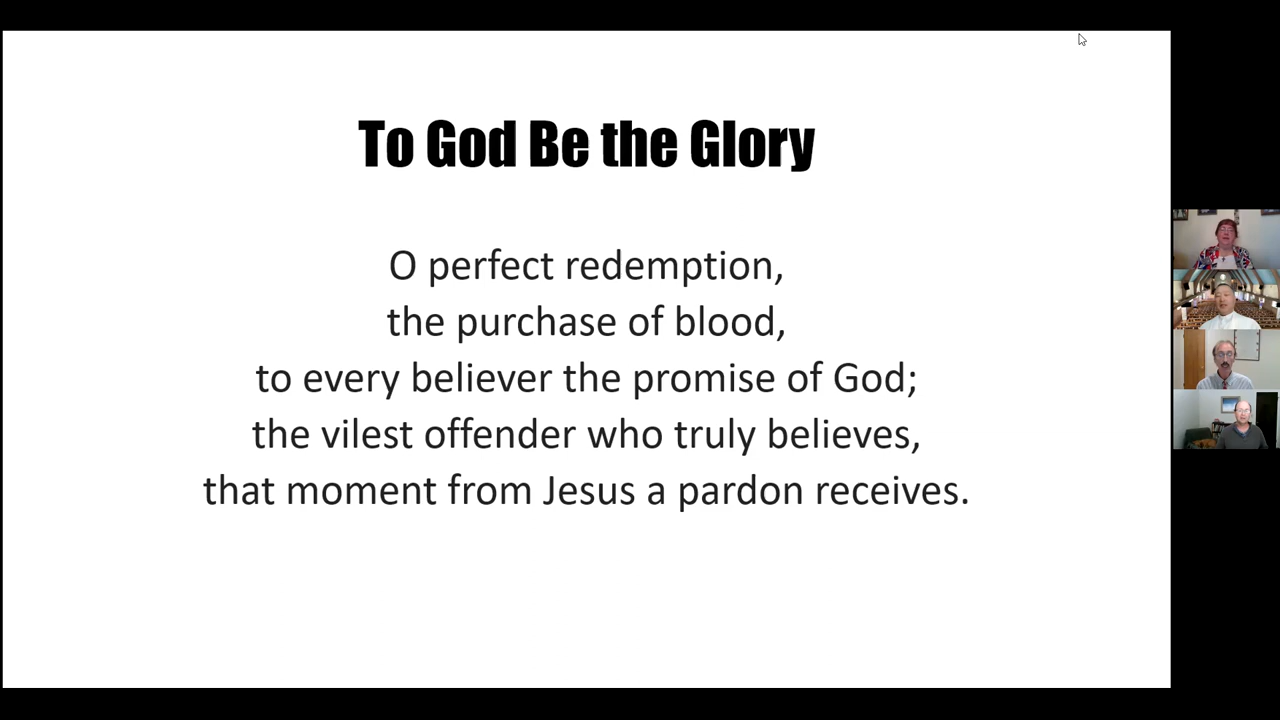 To God Be the Glory
O perfect redemption,
the purchase of blood,
to every believer the promise of God;
the vilest offender who truly believes,
that moment from Jesus a pardon receives.